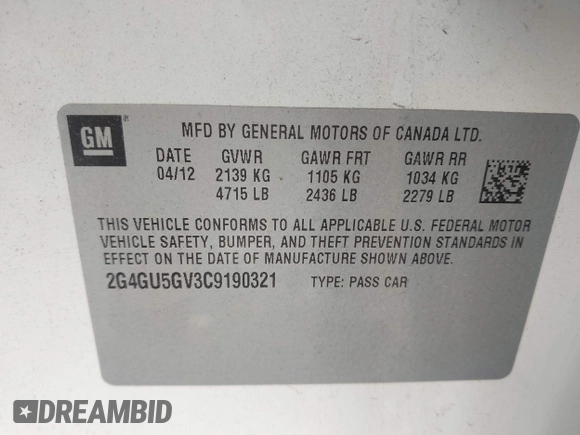 GM
MFD BY GENERAL MOTORS OF CANADA LTD.
DATE GVWR GAWR FRT GAWR RR
04/12 2139 KG 1105 KG 1034 KG
4715 LB 2436 LB 2279 LB
THIS VEHICLE CONFORMS TO ALL APPLICABLE U.S. FEDERAL MOTOR
VEHICLE SAFETY, BUMPER, AND THEFT PREVENTION STANDARDS IN
EFFECT ON THE DATE OF MANUFACTURE SHOWN ABOVE.
2G4GU5GV3C9190321 TYPE: PASS CAR
DREAMBID